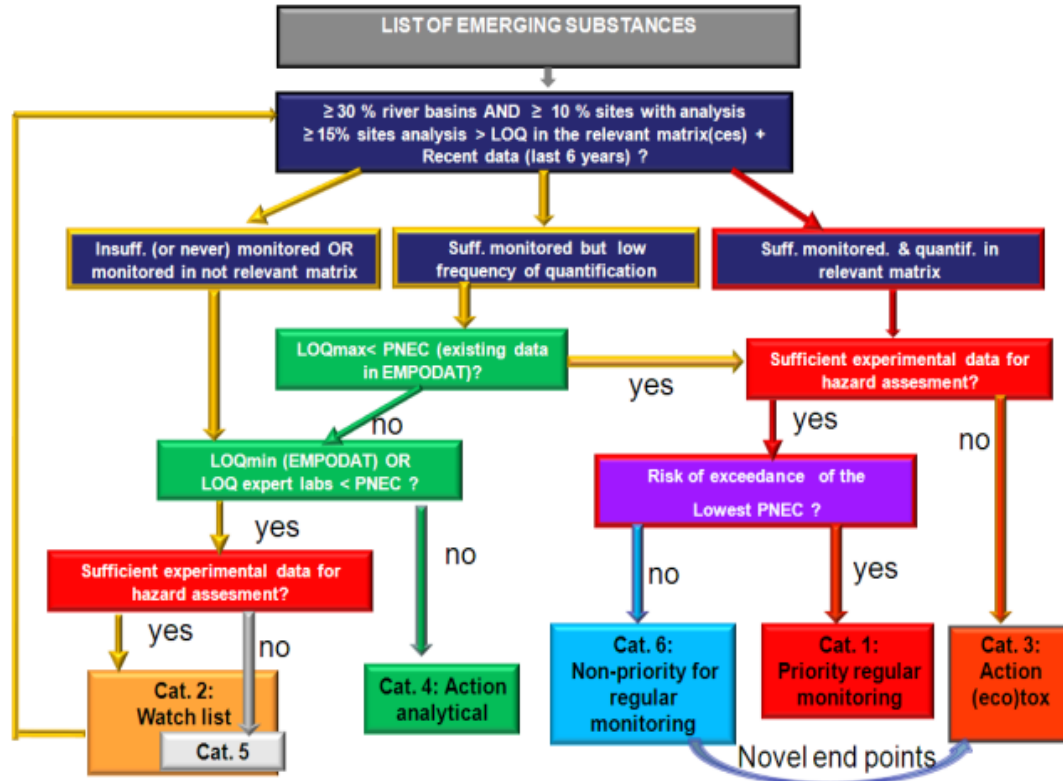 LIST OF EMERGING SUBSTANCES
≥ 30 % river basins AND ≥ 10 % sites with analysis
≥ 15% sites analysis > LOQ in the relevant matrix(ces) +
Recent data (last 6 years) ?
Insuff. (or never) monitored OR
monitored in not relevant matrix
Suff. monitored but low
frequency of quantification
Suff. monitored. & quantif. in
relevant matrix
LOQmax< PNEC (existing data
in EMPODAT)?
yes
Sufficient experimental data for
hazard assesment?
no
yes
no
LOQmin (EMPODAT) OR
LOQ expert labs < PNEC ?
Risk of exceedance of the
Lowest PNEC ?
yes
no
no
yes
Sufficient experimental data for
hazard assesment?
yes
no
Cat. 2:
Watch list
Cat. 5
Cat. 4: Action
analytical
Cat. 6:
Non-priority for
regular
monitoring
Cat. 1:
Priority regular
monitoring
Cat. 3:
Action
(eco)tox
Novel end points